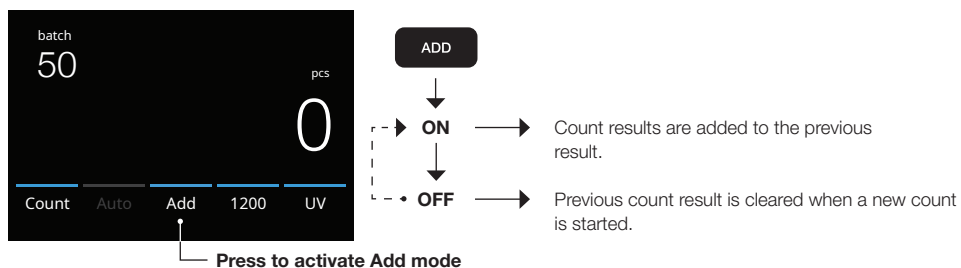 batch
50
pcs
0
Count Auto Add 1200 UV
Press to activate Add mode
ADD
ON
Count results are added to the previous
result.
OFF
Previous count result is cleared when a new count
is started.